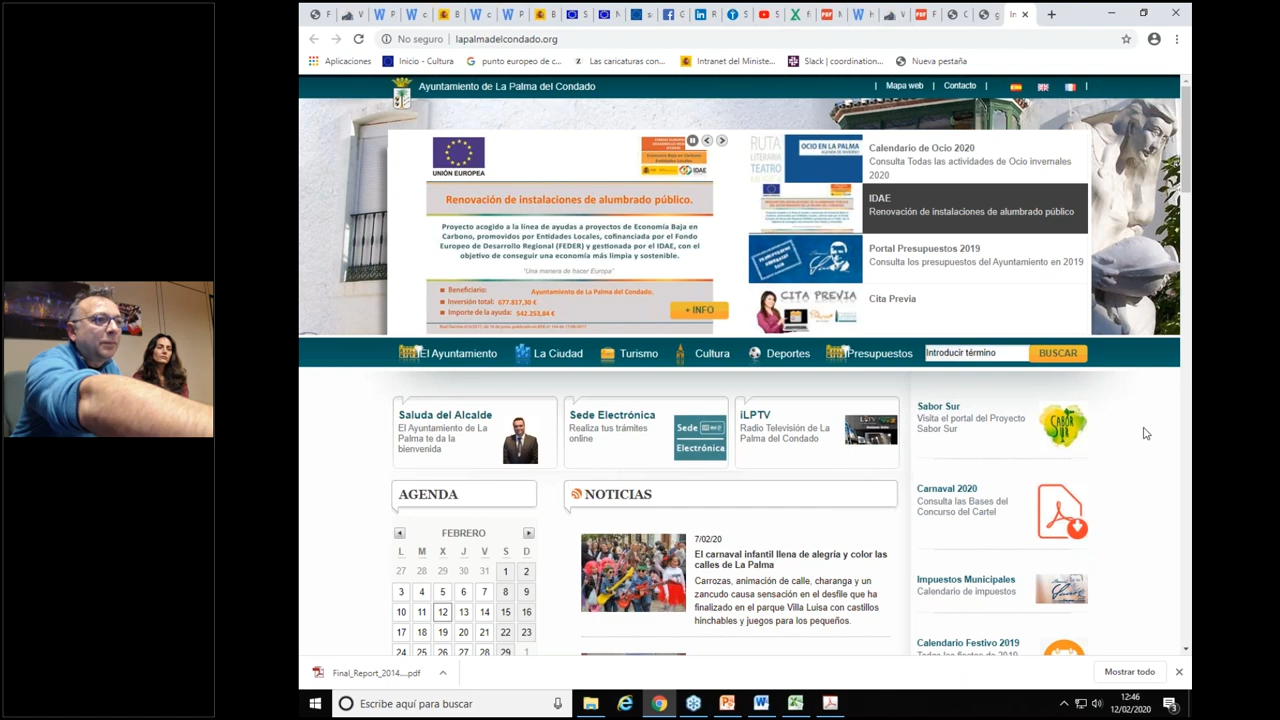 No seguro lapalmadelcondado.org
Aplicaciones Inicio - Cultura punto europeo de c... Las caricaturas con... Intranet del Ministe... Slack | coordination... Nueva pestaña
Ayuntamiento de La Palma del Condado | Mapa web | Contacto | |
UNIÓN EUROPEA
Economía Baja en Carbono Entidades Locales
IDAE
Renovación de instalaciones de alumbrado público.
Proyecto acogido a la línea de ayudas a proyectos de Economía Baja en
Carbono, promovidos por Entidades Locales, cofinanciada por el Fondo
Europeo de Desarrollo Regional (FEDER) y gestionada por el IDAE, con el
objetivo de conseguir una economía más limpia y sostenible.
"Una manera de hacer Europa"
Beneficiario: Ayuntamiento de La Palma del Condado.
Inversión total: 677.817,30 €
Importe de la ayuda: 542.253,84 €
+ INFO
RUTA
LITERARIA
TEATRO
OCIO EN LA PALMA
Calendario de Ocio 2020
Consulta Todas las actividades de Ocio invernales
2020
IDAE
Renovación de instalaciones de alumbrado público
Portal Presupuestos 2019
Consulta los presupuestos del Ayuntamiento en 2019
CITA PREVIA
Cita Previa
El Ayuntamiento La Ciudad Turismo Cultura Deportes Presupuestos Introducir término BUSCAR
Saluda del Alcalde
El Ayuntamiento de La
Palma te da la
bienvenida
Sede Electrónica
Realiza tus trámites
online
Sede
Electrónica
iLPTV
Radio Televisión de La
Palma del Condado
Sabor Sur
Visita el portal del Proyecto
Sabor Sur
SABOR
SUR
AGENDA
FEBRERO
L M X J V S D
27 28 29 30 31 1 2
3 4 5 6 7 8 9
10 11 12 13 14 15 16
17 18 19 20 21 22 23
24 25 26 27 28 29 1
NOTICIAS
7/02/20
El carnaval infantil llena de alegría y color las
calles de La Palma
Carrozas, animación de calle, charanga y un
zancudo causa sensación en el desfile que ha
finalizado en el parque Villa Luisa con castillos
hinchables y juegos para los pequeños.
Carnaval 2020
Consulta las Bases del
Concurso del Cartel
Impuestos Municipales
Calendario de impuestos
Calendario Festivo 2019
Final_Report_2014....pdf
Mostrar todo
Escribe aquí para buscar
12:46
12/02/2020
3